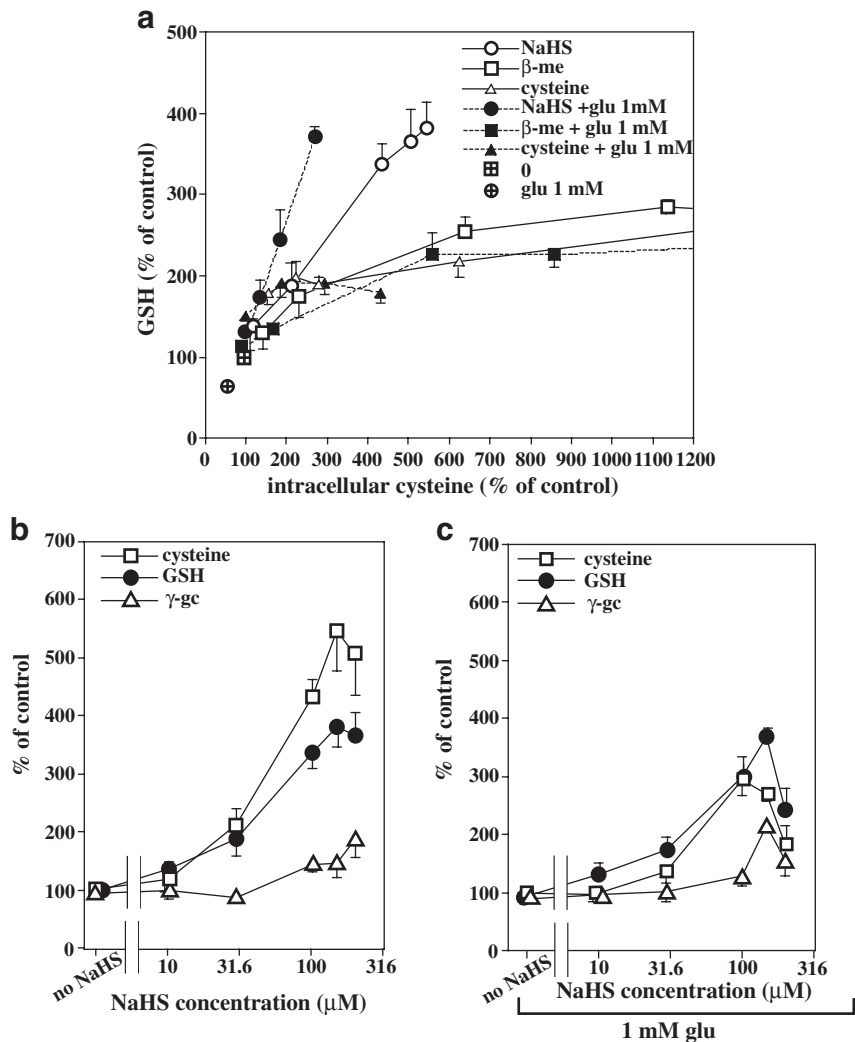 a
500
400
300
200
100
0
GSH (% of control)
NaHS
β-me
cysteine
NaHS +glu 1mM
β-me + glu 1 mM
cysteine + glu 1 mM
0
glu 1 mM
0 100 200 300 400 500 600 700 800 900 1000 1100 1200
intracellular cysteine (% of control)
b
700
600
500
400
300
200
100
0
% of control
cysteine
GSH
γ-gc
no NaHS 10 31.6 100 316
NaHS concentration (μM)
c
700
600
500
400
300
200
100
0
% of control
cysteine
GSH
γ-gc
no NaHS 10 31.6 100 316
NaHS concentration (μM)
1 mM glu